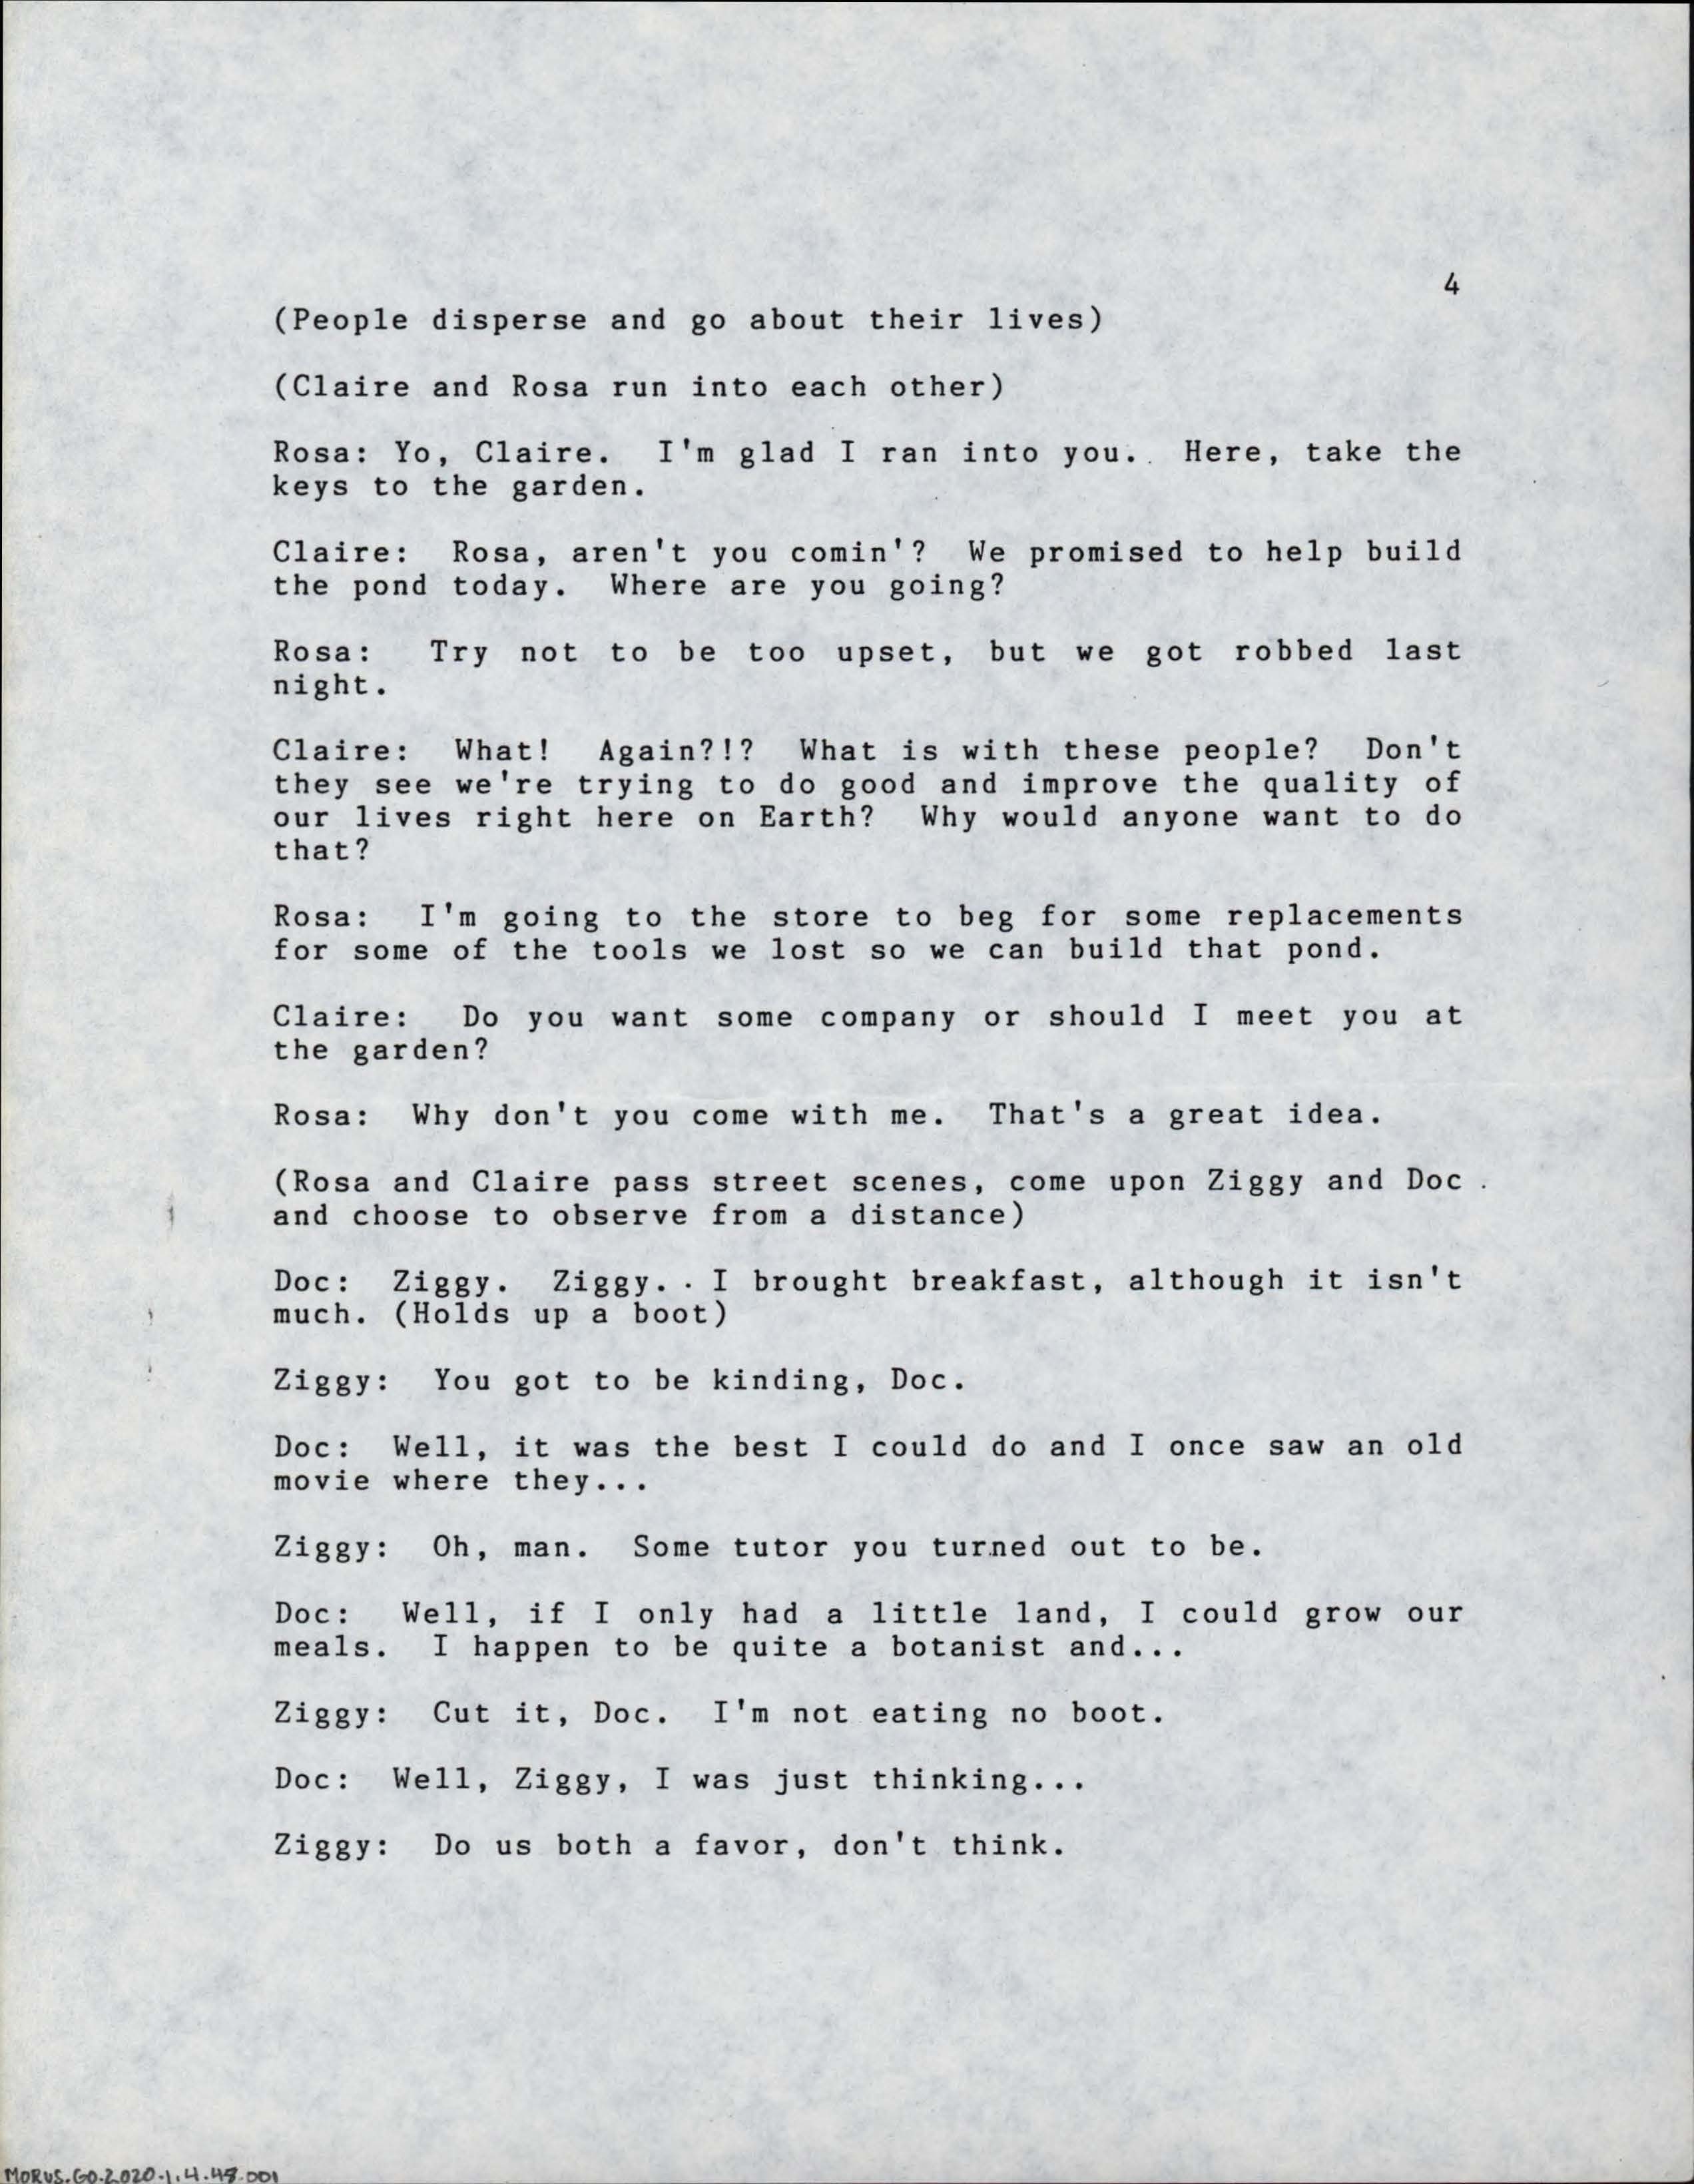 4
(People disperse and go about their lives)
(Claire and Rosa run into each other)
Rosa: Yo, Claire. I'm glad I ran into you. Here, take the
keys to the garden.
Claire: Rosa, aren't you comin'? We promised to help build
the pond today. Where are you going?
Rosa: Try not to be too upset, but we got robbed last
night.
Claire: What! Again?!? What is with these people? Don't
they see we're trying to do good and improve the quality of
our lives right here on Earth? Why would anyone want to do
that?
Rosa: I'm going to the store to beg for some replacements
for some of the tools we lost so we can build that pond.
Claire: Do you want some company or should I meet you at
the garden?
Rosa: Why don't you come with me. That's a great idea.
(Rosa and Claire pass street scenes, come upon Ziggy and Doc
and choose to observe from a distance)
Doc: Ziggy. Ziggy. I brought breakfast, although it isn't
much. (Holds up a boot)
Ziggy: You got to be kinding, Doc.
Doc: Well, it was the best I could do and I once saw an old
movie where they...
Ziggy: Oh, man. Some tutor you turned out to be.
Doc: Well, if I only had a little land, I could grow our
meals. I happen to be quite a botanist and...
Ziggy: Cut it, Doc. I'm not eating no boot.
Doc: Well, Ziggy, I was just thinking...
Ziggy: Do us both a favor, don't think.
MORUS.GO.2020.1.4.48.001